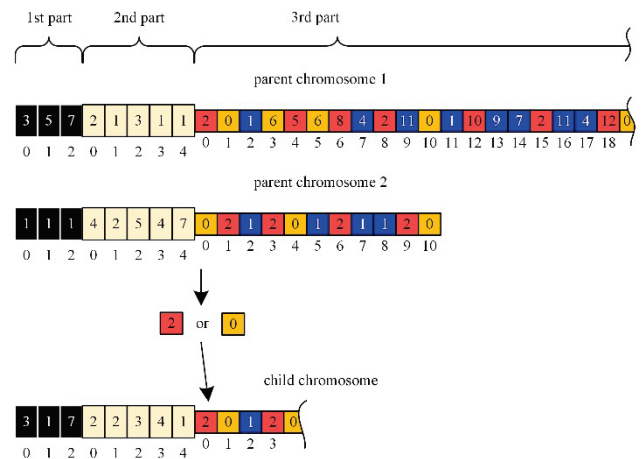 1st part 2nd part 3rd part
parent chromosome 1
3 5 7 2 1 3 1 1 2 0 1 6 5 6 8 4 2 11 0 1 10 9 7 2 11 4 12 0
0 1 2 0 1 2 3 4 0 1 2 3 4 5 6 7 8 9 10 11 12 13 14 15 16 17 18
parent chromosome 2
1 1 1 4 2 5 4 7 0 2 1 2 0 1 2 1 1 2 0
0 1 2 0 1 2 3 4 0 1 2 3 4 5 6 7 8 9 10
2 or 0
child chromosome
3 1 7 2 2 3 4 1 2 0 1 2 0
0 1 2 0 1 2 3 4 0 1 2 3